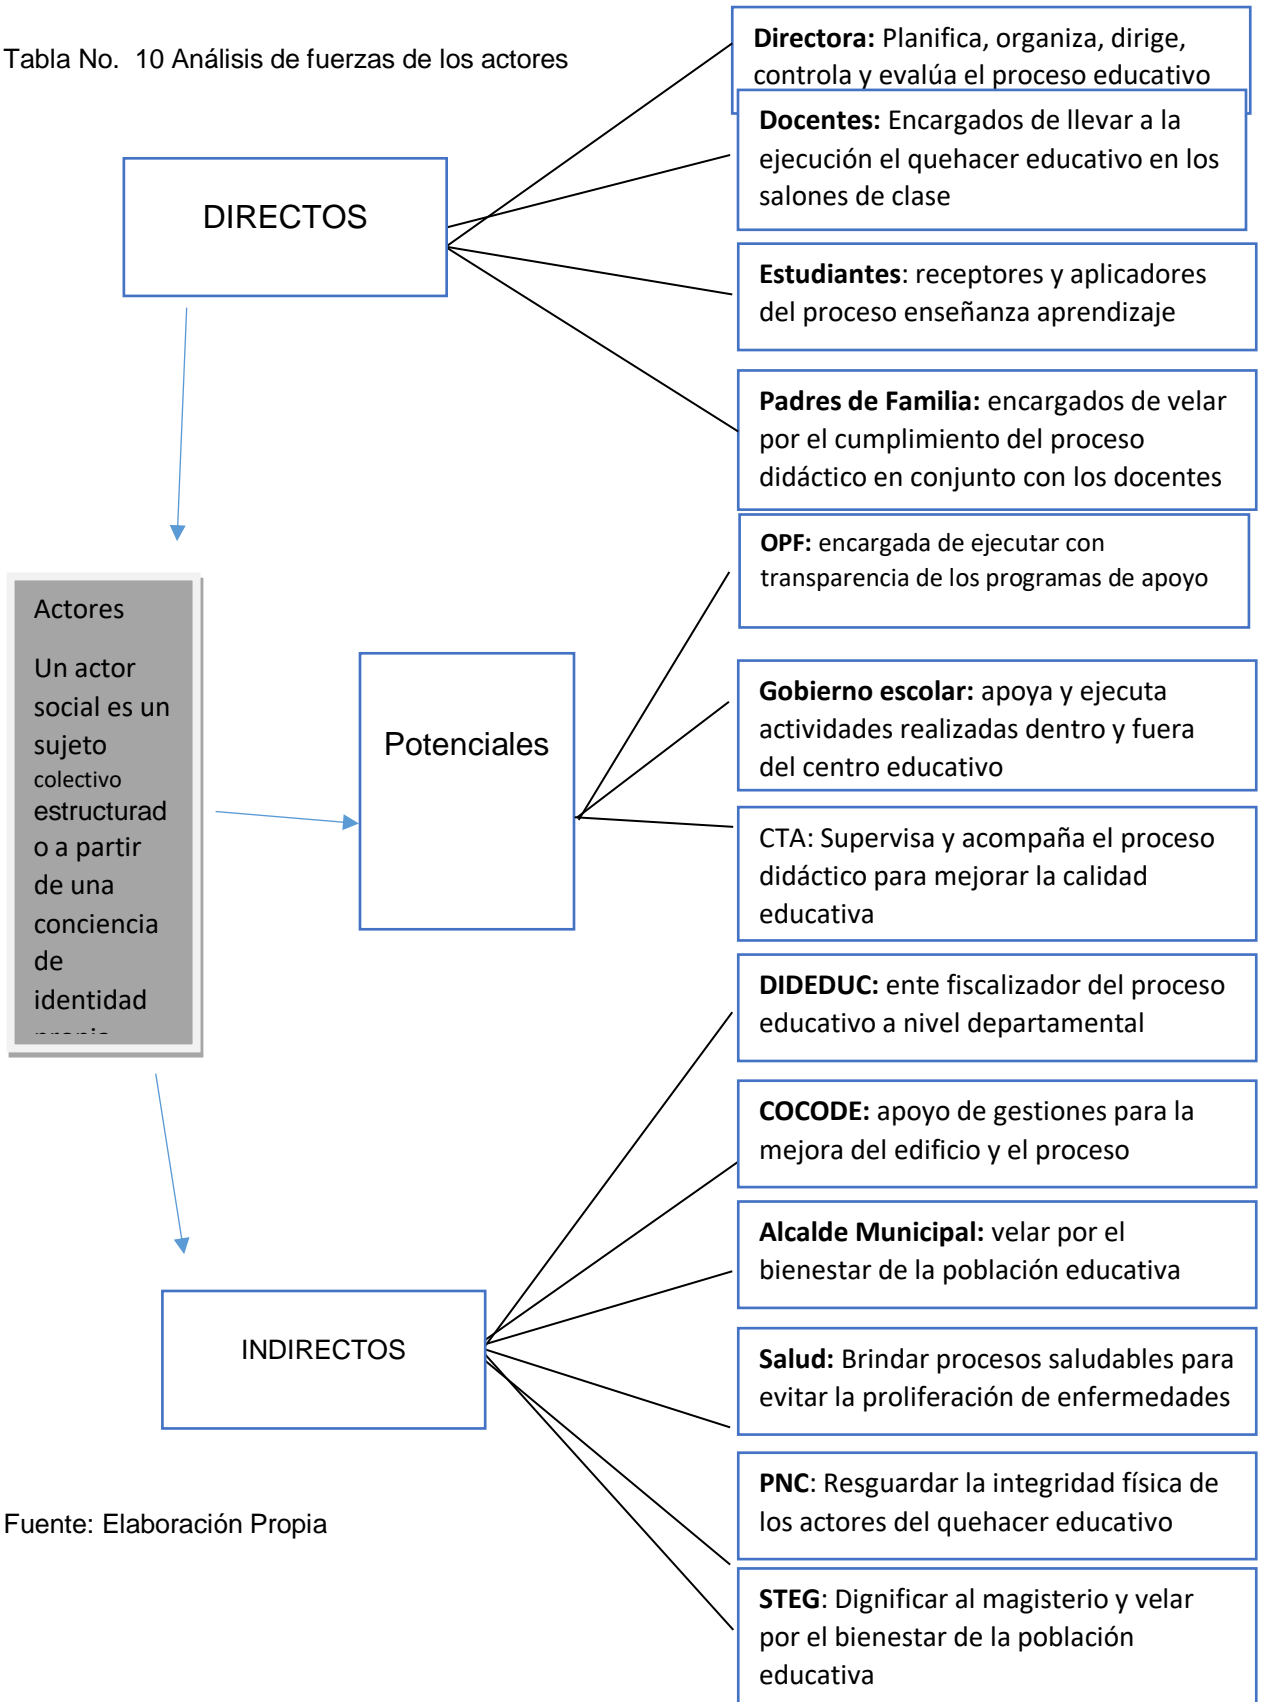 Tabla No. 10 Análisis de fuerzas de los actores
Directora: Planifica, organiza, dirige,
controla y evalúa el proceso educativo
Docentes: Encargados de llevar a la
ejecución el quehacer educativo en los
salones de clase
DIRECTOS
Estudiantes: receptores y aplicadores
del proceso enseñanza aprendizaje
Padres de Familia: encargados de velar
por el cumplimiento del proceso
didáctico en conjunto con los docentes
OPF: encargada de ejecutar con
transparencia de los programas de apoyo
Actores
Un actor
social es un
sujeto
colectivo
estructurad
o a partir
de una
conciencia
de
identidad
Potenciales
Gobierno escolar: apoya y ejecuta
actividades realizadas dentro y fuera
del centro educativo
CTA: Supervisa y acompaña el proceso
didáctico para mejorar la calidad
educativa
DIDEDUC: ente fiscalizador del proceso
educativo a nivel departamental
COCODE: apoyo de gestiones para la
mejora del edificio y el proceso
Alcalde Municipal: velar por el
bienestar de la población educativa
INDIRECTOS
Salud: Brindar procesos saludables para
evitar la proliferación de enfermedades
PNC: Resguardar la integridad física de
los actores del quehacer educativo
STEG: Dignificar al magisterio y velar
por el bienestar de la población
educativa
Fuente: Elaboración Propia